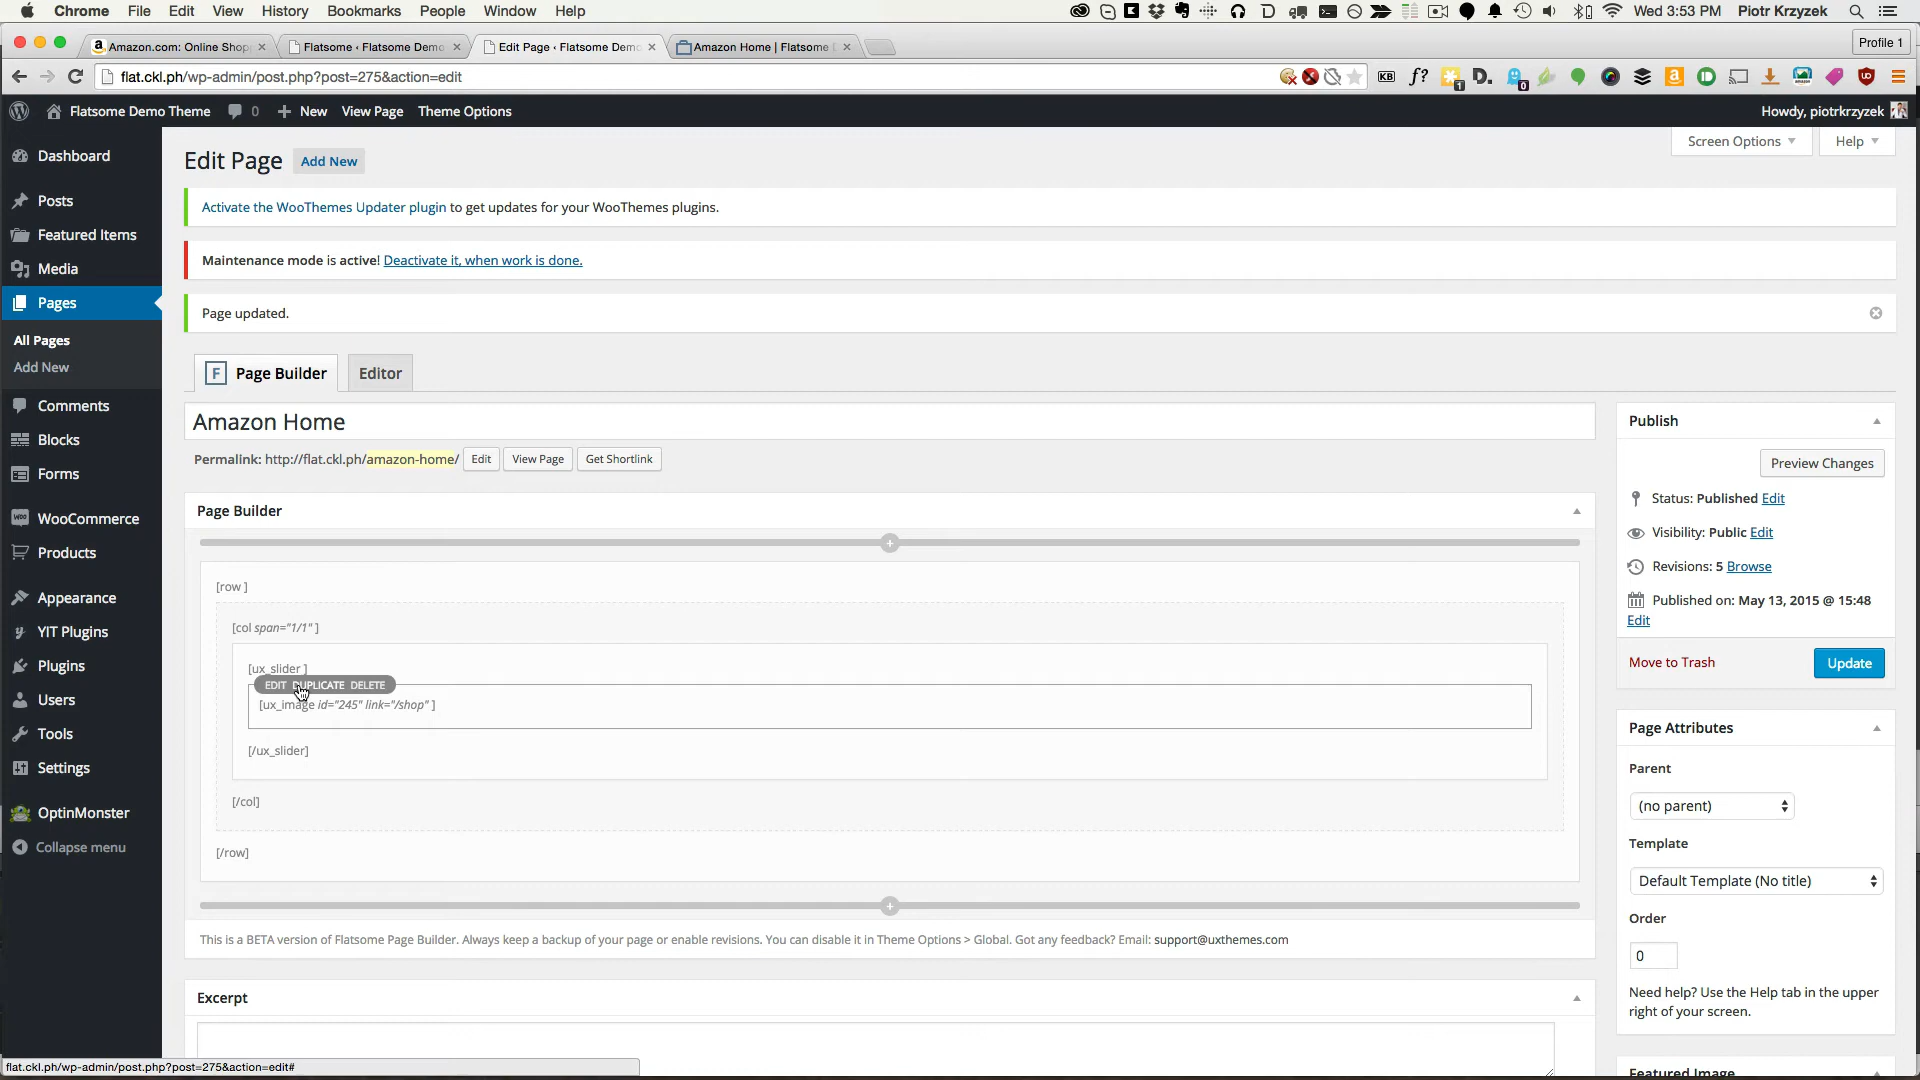 Chrome File Edit View History Bookmarks People Window Help Wed 3:53 PM Piotr Krzyzek
Amazon.com: Online Shop Flatsome ‹ Flatsome Demo Edit Page ‹ Flatsome Demo Amazon Home | Flatsome Profile 1
flat.ckl.ph/wp-admin/post.php?post=275&action=edit
Flatsome Demo Theme 0 New View Page Theme Options Howdy, piotrkrzyzek
Screen Options Help
Dashboard
Posts
Featured Items
Media
Pages
All Pages
Add New
Comments
Blocks
Forms
WooCommerce
Products
Appearance
YIT Plugins
Plugins
Users
Tools
Settings
OptinMonster
Collapse menu
Edit Page Add New
Activate the WooThemes Updater plugin to get updates for your WooThemes plugins.
Maintenance mode is active! Deactivate it, when work is done.
Page updated.
F Page Builder Editor
Amazon Home
Permalink: http://flat.ckl.ph/amazon-home/ Edit View Page Get Shortlink
Page Builder
[row ]
[col span="1/1" ]
[ux_slider ]
EDIT DUPLICATE DELETE
[ux_image id="245" link="/shop" ]
[/ux_slider]
[/col]
[/row]
This is a BETA version of Flatsome Page Builder. Always keep a backup of your page or enable revisions. You can disable it in Theme Options > Global. Got any feedback? Email: support@uxthemes.com
Excerpt
Publish
Preview Changes
Status: Published Edit
Visibility: Public Edit
Revisions: 5 Browse
Published on: May 13, 2015 @ 15:48
Edit
Move to Trash Update
Page Attributes
Parent
(no parent)
Template
Default Template (No title)
Order
0
Need help? Use the Help tab in the upper
right of your screen.
Featured Image
flat.ckl.ph/wp-admin/post.php?post=275&action=edit#